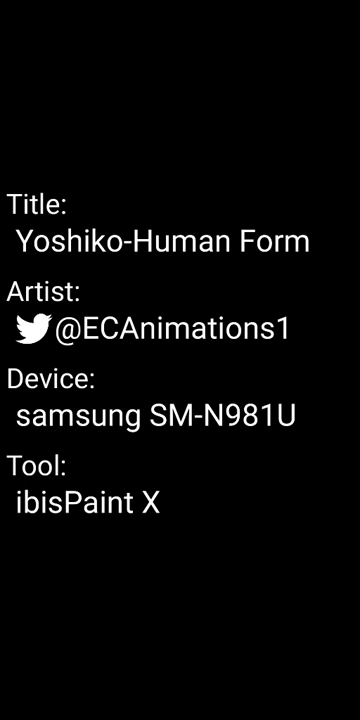 Title:
Yoshiko-Human Form
Artist:
@ECAnimations1
Device:
samsung SM-N981U
Tool:
ibisPaint X